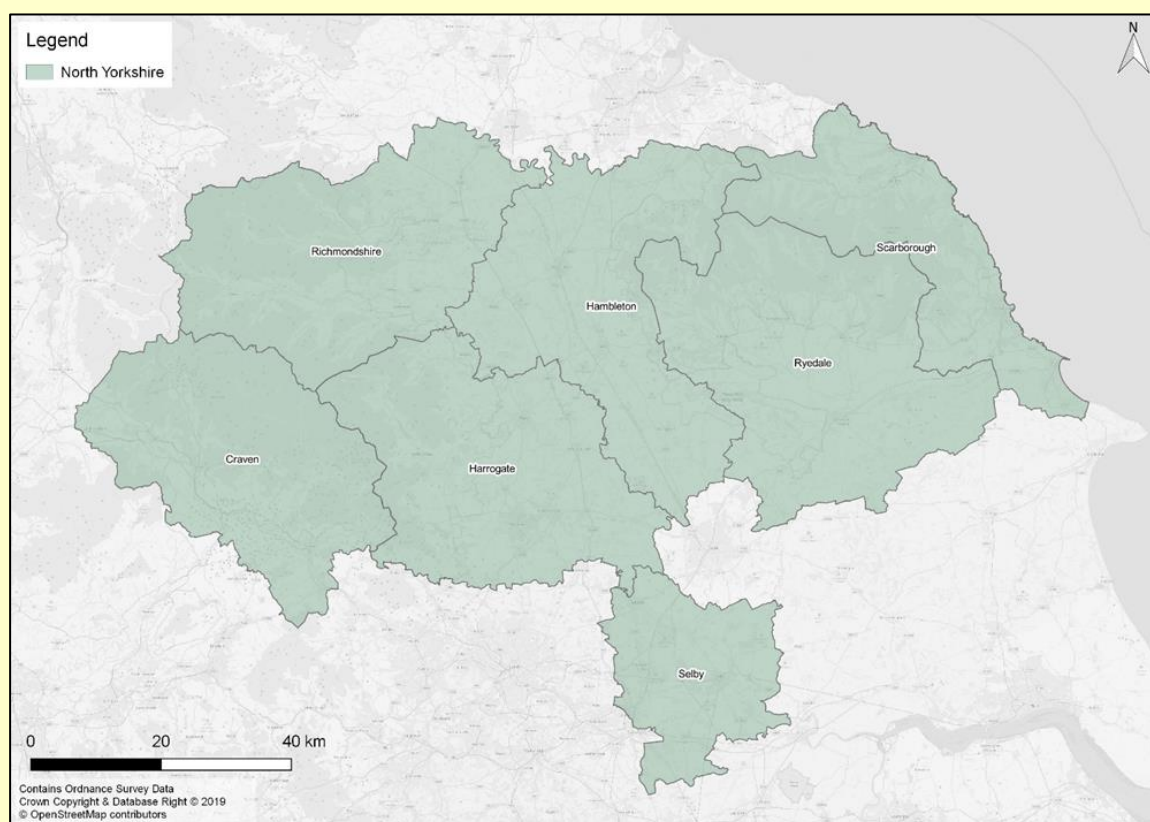 Legend
North Yorkshire
N
Richmondshire
Scarborough
Hambleton
Ryedale
Craven
Harrogate
Selby
0 20 40 km
Contains Ordnance Survey Data
Crown Copyright & Database Right © 2019
© OpenStreetMap contributors